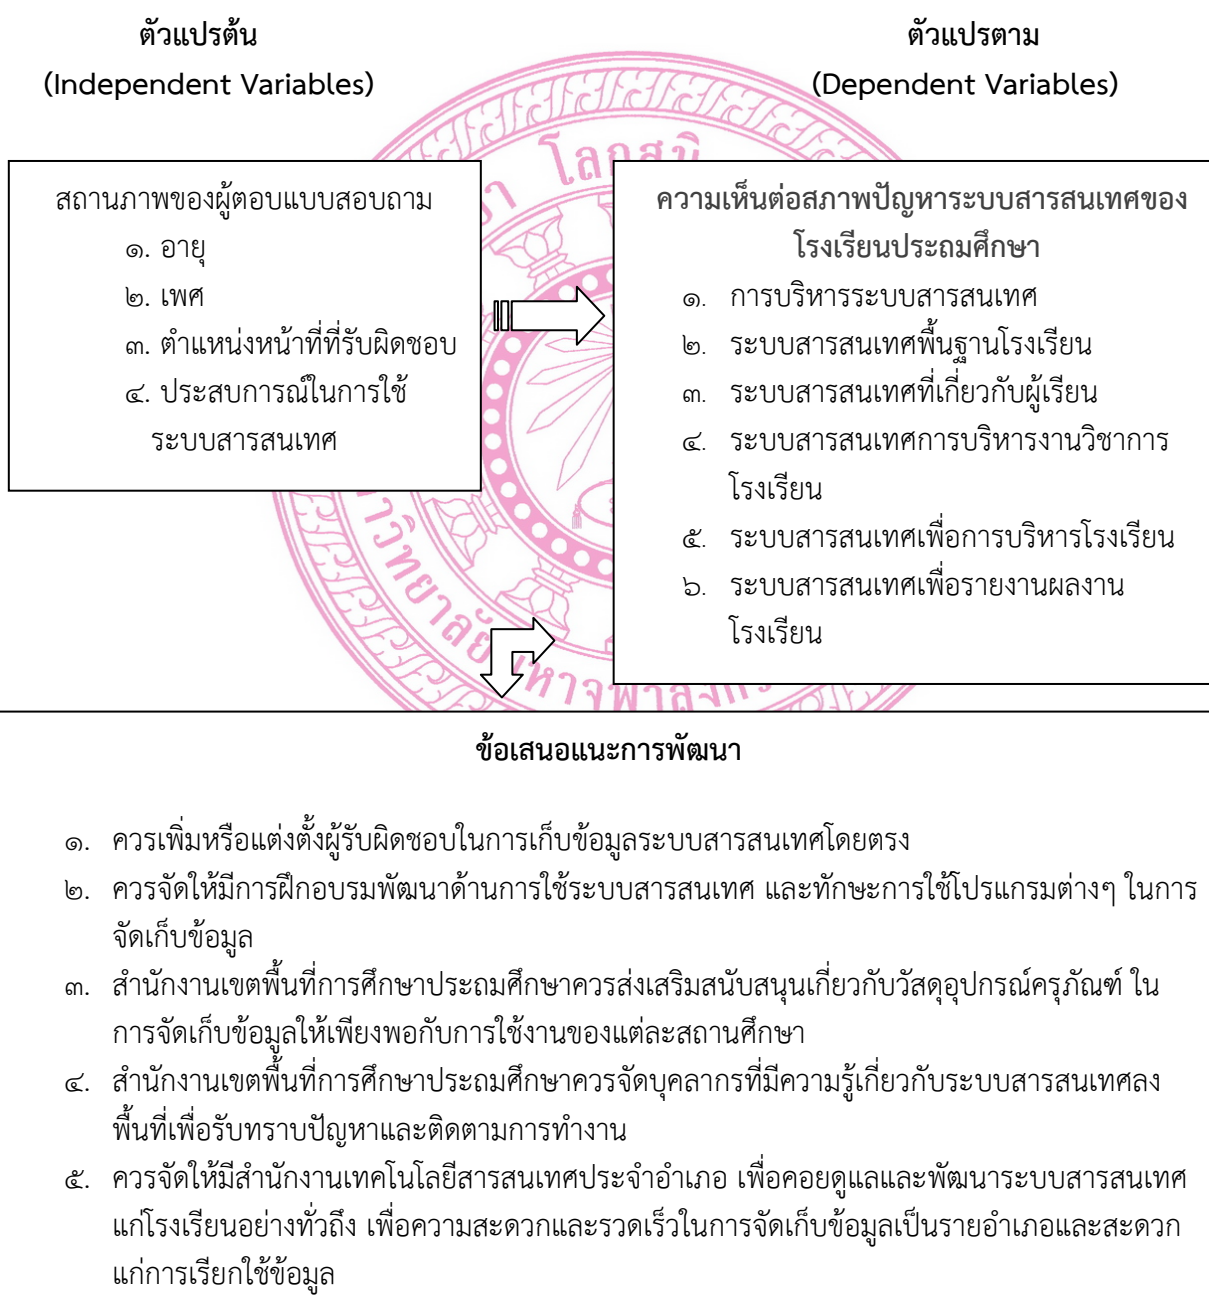 ตัวแปรต้น
(Independent Variables)
ตัวแปรตาม
(Dependent Variables)
โลกสมิ
สถานภาพของผู้ตอบแบบสอบถาม
๑. อายุ
๒. เพศ
๓. ตำแหน่งหน้าที่ที่รับผิดชอบ
๔. ประสบการณ์ในการใช้
ระบบสารสนเทศ
ความเห็นต่อสภาพปัญหาระบบสารสนเทศของ
โรงเรียนประถมศึกษา
๑. การบริหารระบบสารสนเทศ
๒. ระบบสารสนเทศพื้นฐานโรงเรียน
๓. ระบบสารสนเทศที่เกี่ยวกับผู้เรียน
๔. ระบบสารสนเทศการบริหารงานวิชาการ
โรงเรียน
๕. ระบบสารสนเทศเพื่อการบริหารโรงเรียน
๖. ระบบสารสนเทศเพื่อรายงานผลงาน
โรงเรียน
ข้อเสนอแนะการพัฒนา
๑. ควรเพิ่มหรือแต่งตั้งผู้รับผิดชอบในการเก็บข้อมูลระบบสารสนเทศโดยตรง
๒. ควรจัดให้มีการฝึกอบรมพัฒนาด้านการใช้ระบบสารสนเทศ และทักษะการใช้โปรแกรมต่างๆ ในการ
จัดเก็บข้อมูล
๓. สำนักงานเขตพื้นที่การศึกษาประถมศึกษาควรส่งเสริมสนับสนุนเกี่ยวกับวัสดุอุปกรณ์ครุภัณฑ์ ใน
การจัดเก็บข้อมูลให้เพียงพอกับการใช้งานของแต่ละสถานศึกษา
๔. สำนักงานเขตพื้นที่การศึกษาประถมศึกษาควรจัดบุคลากรที่มีความรู้เกี่ยวกับระบบสารสนเทศลง
พื้นที่เพื่อรับทราบปัญหาและติดตามการทำงาน
๕. ควรจัดให้มีสำนักงานเทคโนโลยีสารสนเทศประจำอำเภอ เพื่อคอยดูแลและพัฒนาระบบสารสนเทศ
แก่โรงเรียนอย่างทั่วถึง เพื่อความสะดวกและรวดเร็วในการจัดเก็บข้อมูลเป็นรายอำเภอและสะดวก
แก่การเรียกใช้ข้อมูล